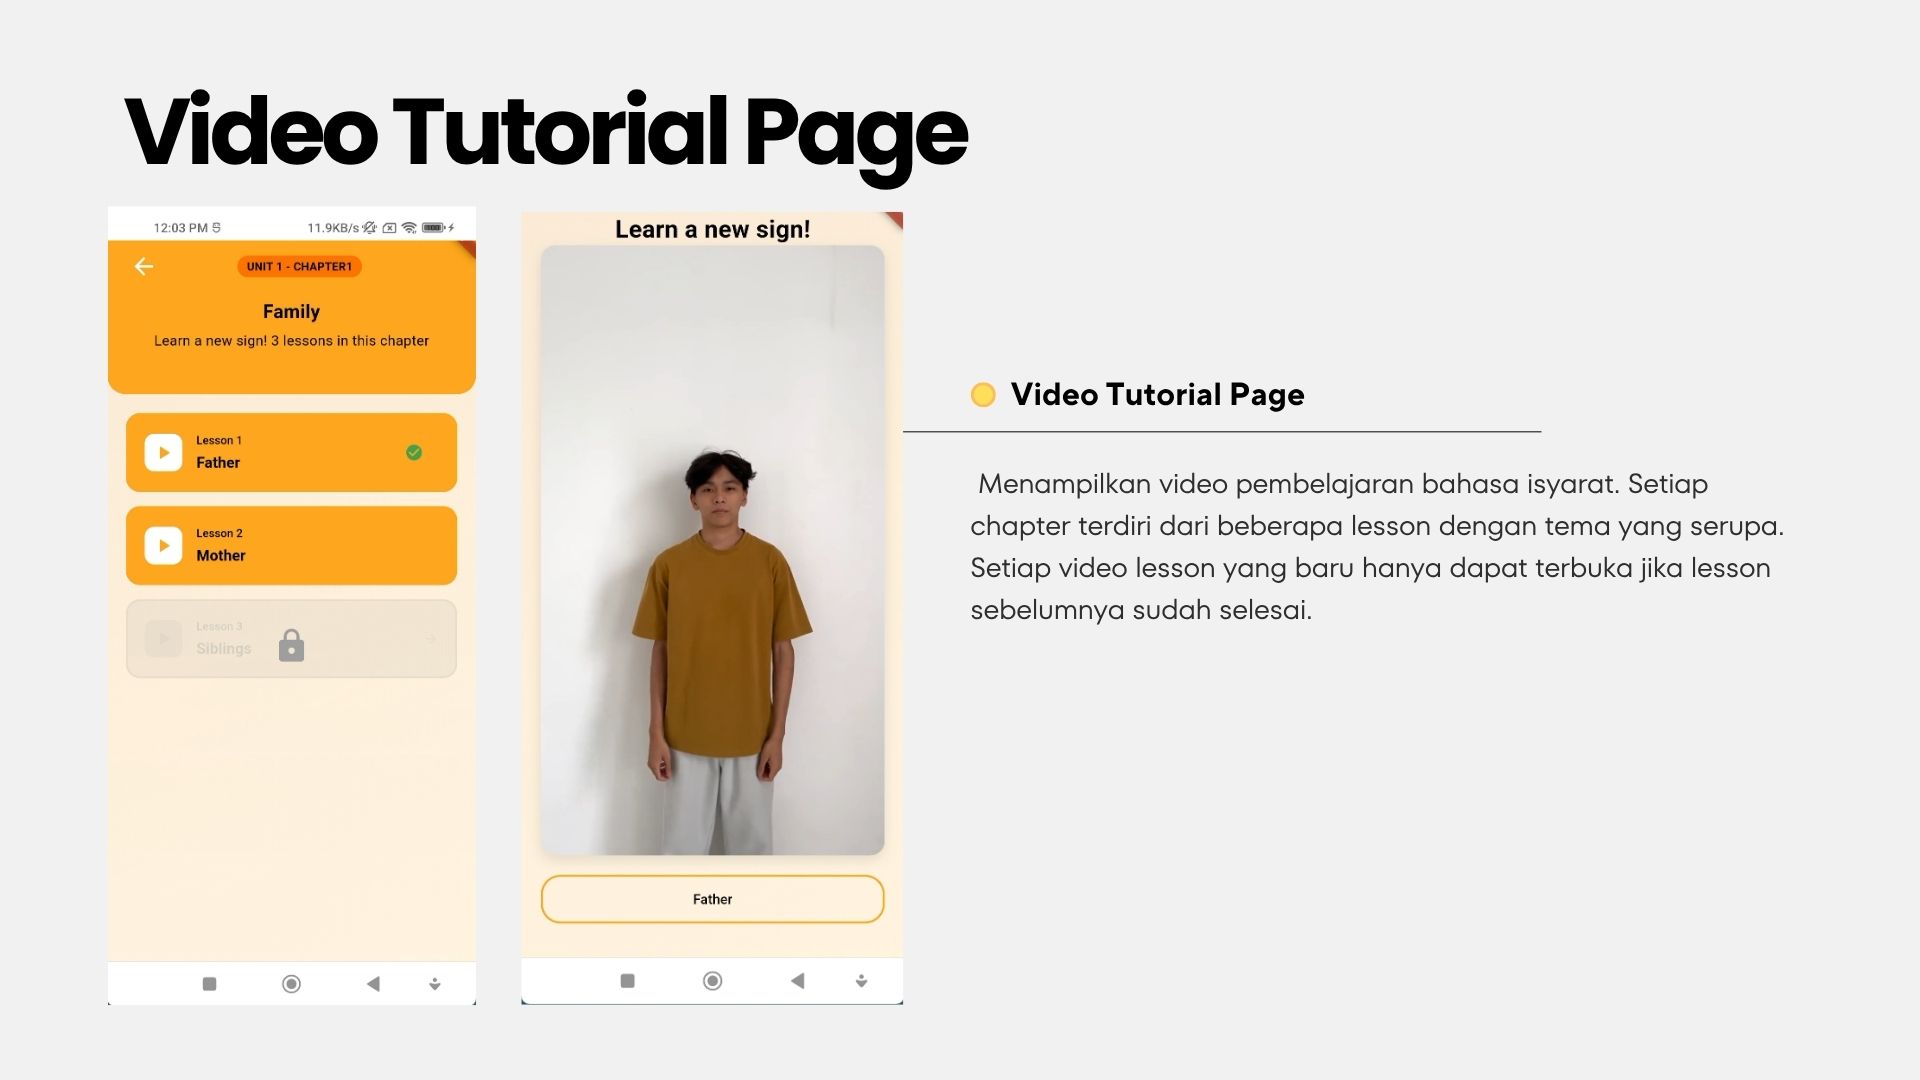 Video Tutorial Page
12:03 PM
11.9KB/s
UNIT 1 - CHAPTER1
Family
Learn a new sign! 3 lessons in this chapter
Lesson 1
Father
Lesson 2
Mother
Lesson 3
Siblings
Learn a new sign!
Father
Video Tutorial Page
Menampilkan video pembelajaran bahasa isyarat. Setiap
chapter terdiri dari beberapa lesson dengan tema yang serupa.
Setiap video lesson yang baru hanya dapat terbuka jika lesson
sebelumnya sudah selesai.